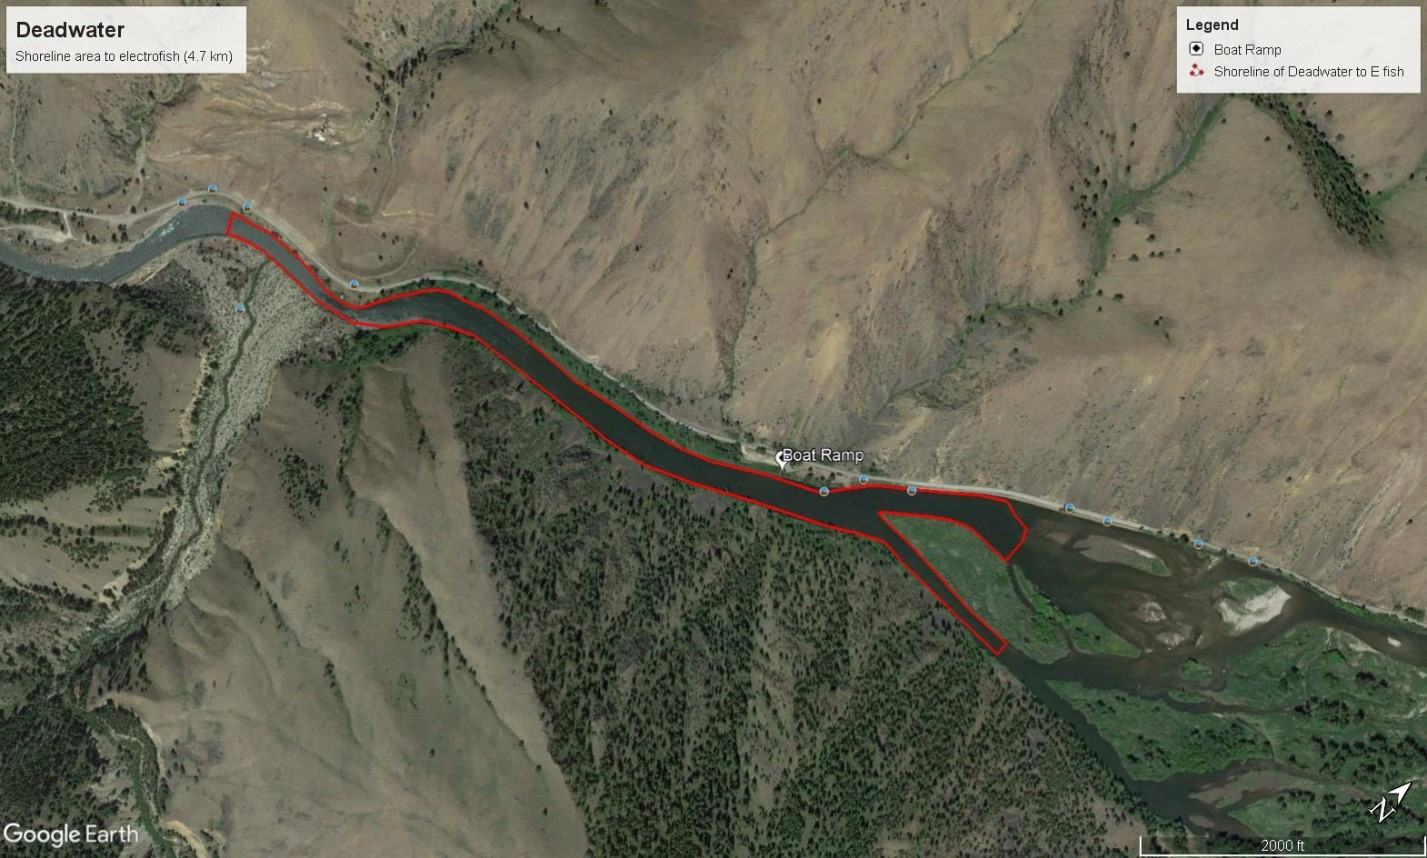 Deadwater
Shoreline area to electrofish (4.7 km)
Legend
Boat Ramp
Shoreline of Deadwater to E fish
Boat Ramp
N
Google Earth
2000 ft